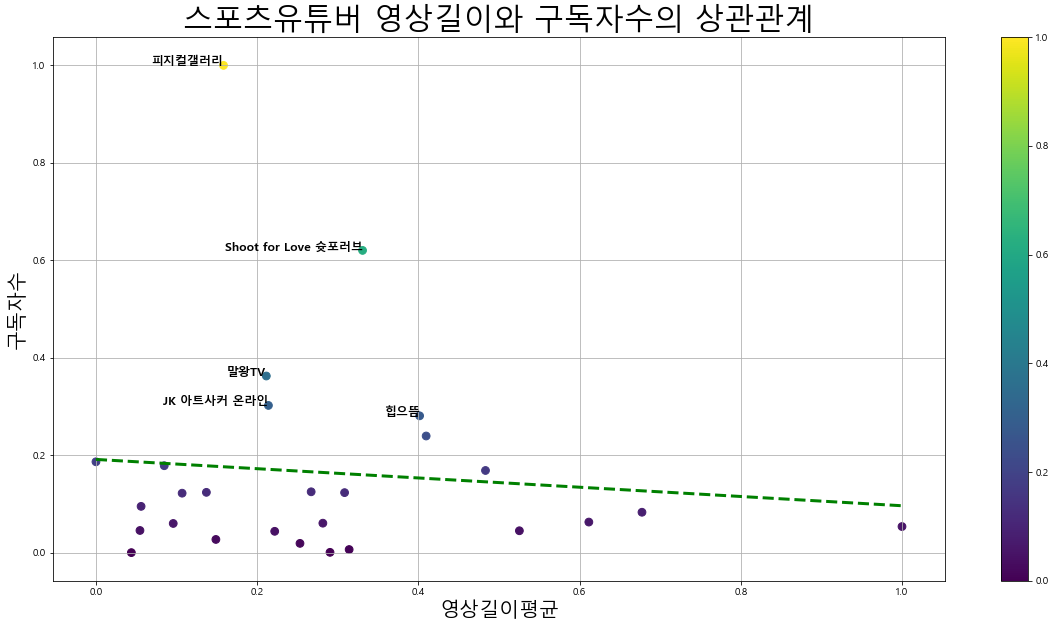 스포츠유튜버 영상길이와 구독자수의 상관관계
피지컬갤러리
Shoot for Love 슛포러브
말왕TV
JK 아트사커 온라인
힙으뜸
구독자수
1.0
0.8
0.6
0.4
0.2
0.0
0.0 0.2 0.4 0.6 0.8 1.0
영상길이평균
1.0
0.8
0.6
0.4
0.2
0.0